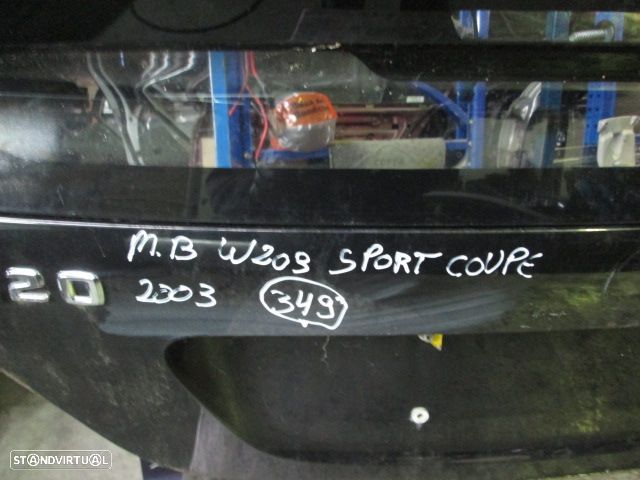 M.B W203 SPORT COUPE
20 2003 349
STANDVIRTUAL